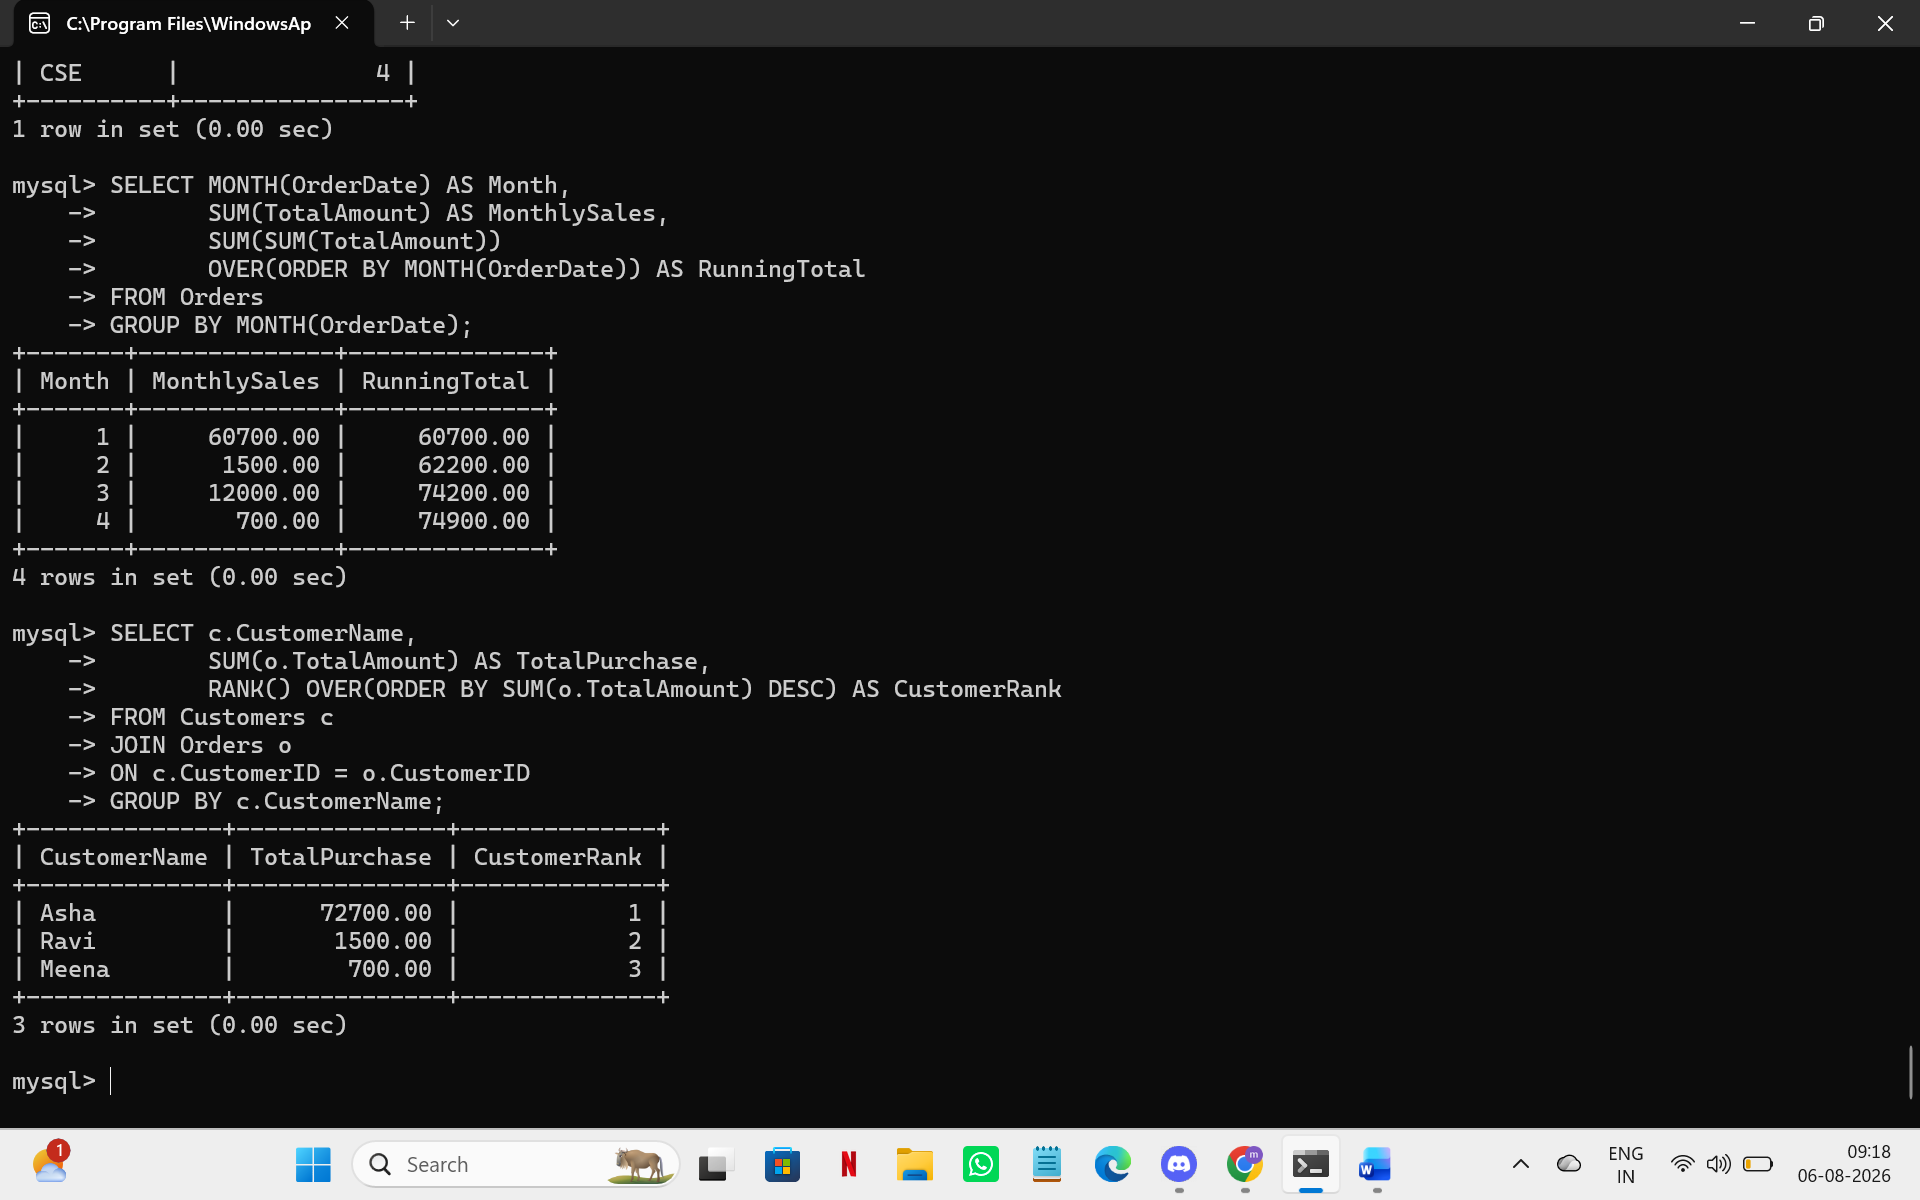 C:\Program Files\WindowsAp
| CSE      |              4 |
+----------+----------------+
1 row in set (0.00 sec)
mysql> SELECT MONTH(OrderDate) AS Month,
    ->        SUM(TotalAmount) AS MonthlySales,
    ->        SUM(SUM(TotalAmount))
    ->        OVER(ORDER BY MONTH(OrderDate)) AS RunningTotal
    -> FROM Orders
    -> GROUP BY MONTH(OrderDate);
+-------+--------------+--------------+
| Month | MonthlySales | RunningTotal |
+-------+--------------+--------------+
|     1 |     60700.00 |     60700.00 |
|     2 |      1500.00 |     62200.00 |
|     3 |     12000.00 |     74200.00 |
|     4 |       700.00 |     74900.00 |
+-------+--------------+--------------+
4 rows in set (0.00 sec)
mysql> SELECT c.CustomerName,
    ->        SUM(o.TotalAmount) AS TotalPurchase,
    ->        RANK() OVER(ORDER BY SUM(o.TotalAmount) DESC) AS CustomerRank
    -> FROM Customers c
    -> JOIN Orders o
    -> ON c.CustomerID = o.CustomerID
    -> GROUP BY c.CustomerName;
+--------------+---------------+--------------+
| CustomerName | TotalPurchase | CustomerRank |
+--------------+---------------+--------------+
| Asha         |      72700.00 |            1 |
| Ravi         |       1500.00 |            2 |
| Meena        |        700.00 |            3 |
+--------------+---------------+--------------+
3 rows in set (0.00 sec)
mysql>
1
Search
N
m
W
ENG
IN
09:18
06-08-2026